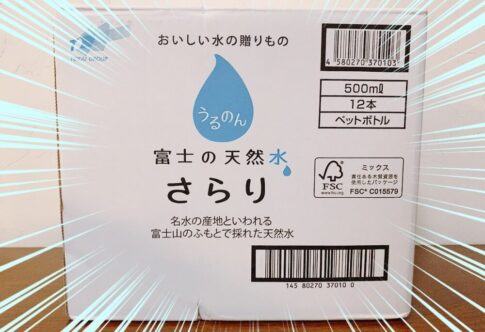 おいしい水の贈りもの
うるのん
富士の天然水
さらり
名水の産地といわれる
富士山のふもとで採れた天然水
4 580270 370103
500ml
12本
ペットボトル
FSC
www.fsc.org
ミックス
責任ある木質資源を
使用したパッケージ
FSC® C015579
145 80270 37010 0